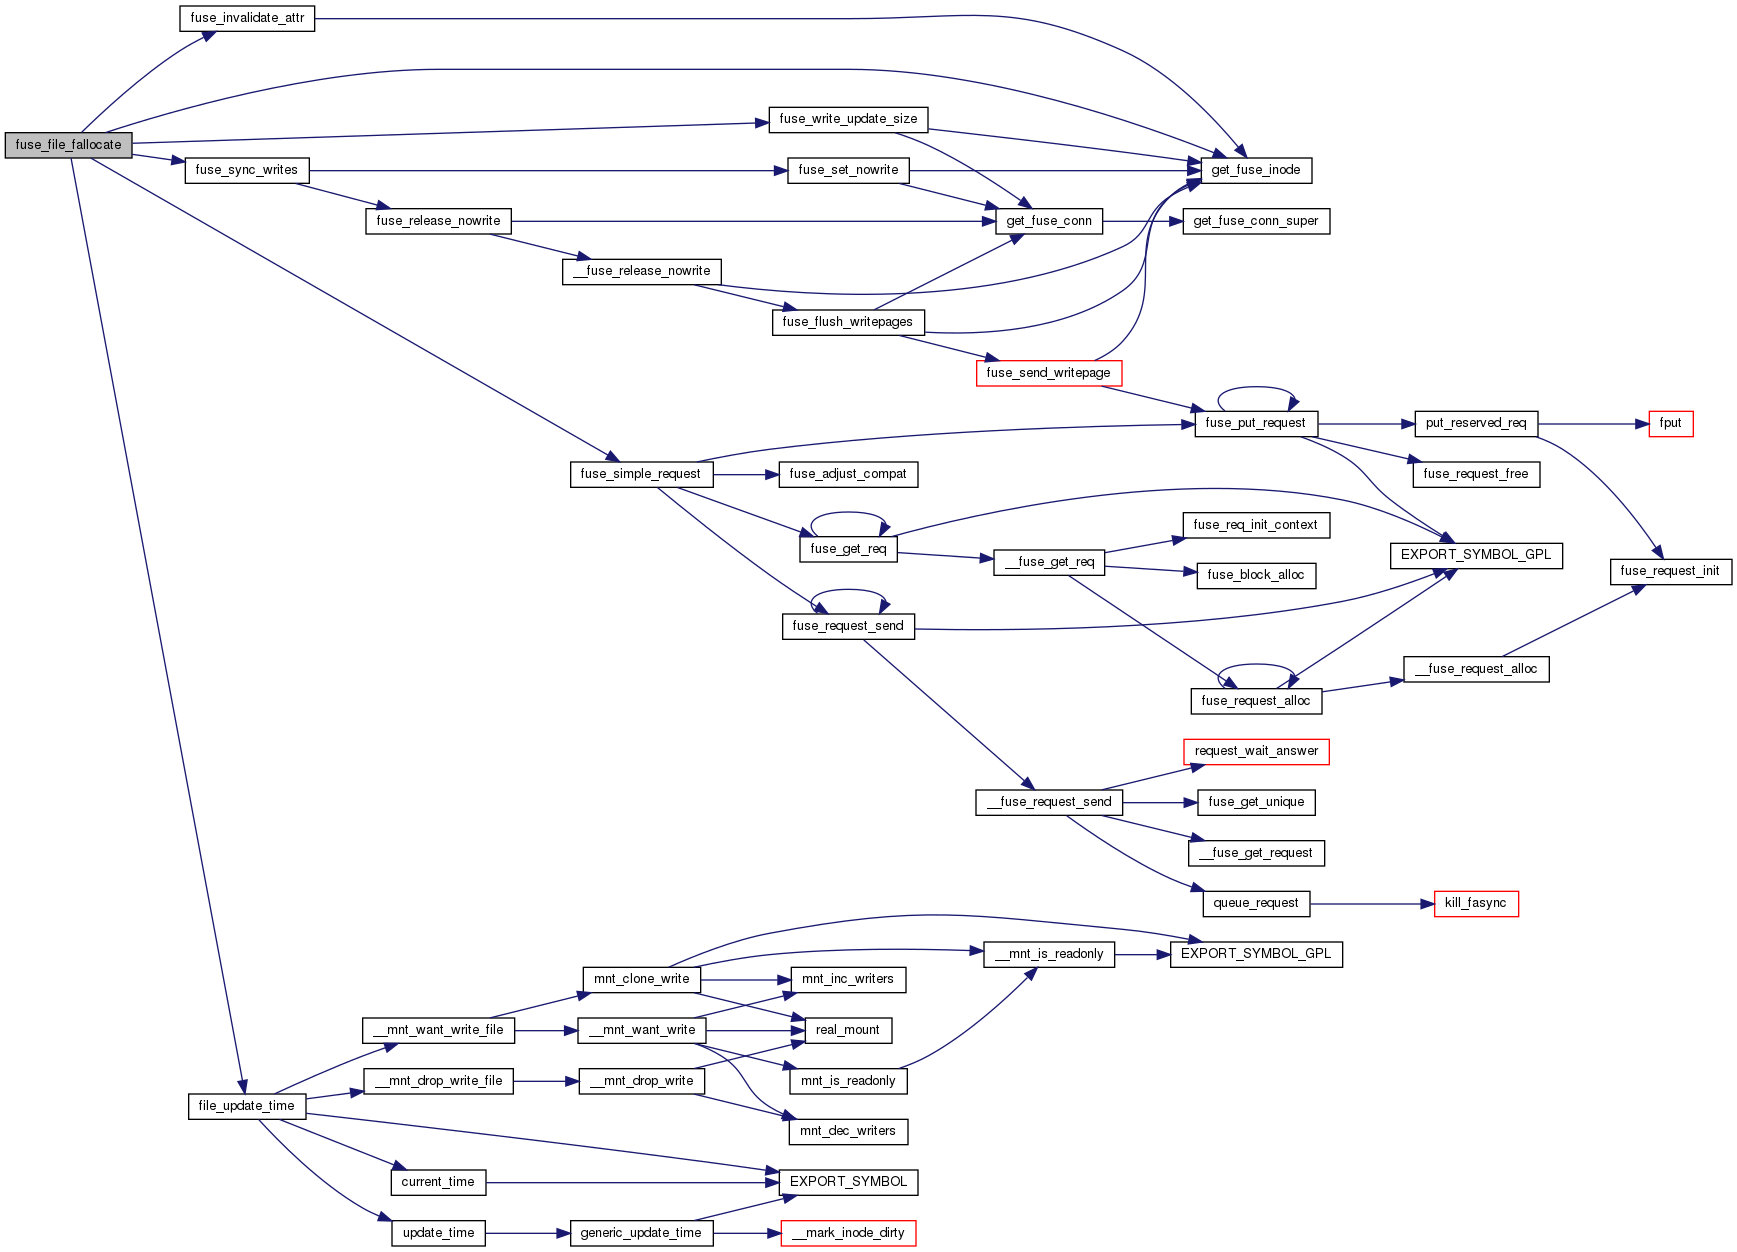 fuse_invalidate_attr
fuse_write_update_size
fuse_file_fallocate
fuse_sync_writes
fuse_set_nowrite
get_fuse_inode
fuse_release_nowrite
get_fuse_conn
get_fuse_conn_super
__fuse_release_nowrite
fuse_flush_writepages
fuse_send_writepage
fuse_put_request
put_reserved_req
fput
fuse_simple_request
fuse_adjust_compat
fuse_request_free
fuse_req_init_context
fuse_get_req
__fuse_get_req
EXPORT_SYMBOL_GPL
fuse_block_alloc
fuse_request_init
fuse_request_send
__fuse_request_alloc
fuse_request_alloc
request_wait_answer
__fuse_request_send
fuse_get_unique
__fuse_get_request
queue_request
kill_fasync
__mnt_is_readonly
EXPORT_SYMBOL_GPL
mnt_clone_write
mnt_inc_writers
__mnt_want_write_file
__mnt_want_write
real_mount
__mnt_drop_write_file
__mnt_drop_write
mnt_is_readonly
file_update_time
mnt_dec_writers
current_time
EXPORT_SYMBOL
update_time
generic_update_time
__mark_inode_dirty